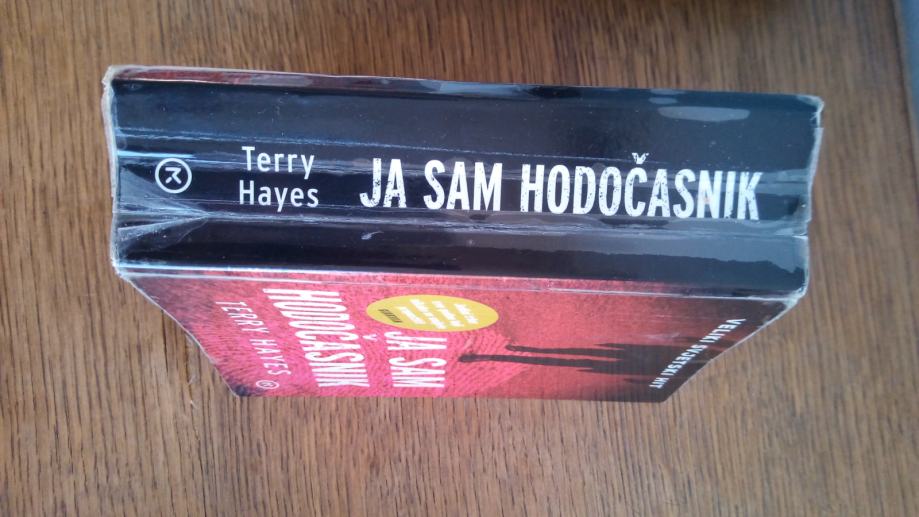 Terry
Hayes
JA SAM HODOČASNIK
VELIKI SVJETSKI HIT
JA SAM
HODOČASNIK
TERRY HAYES